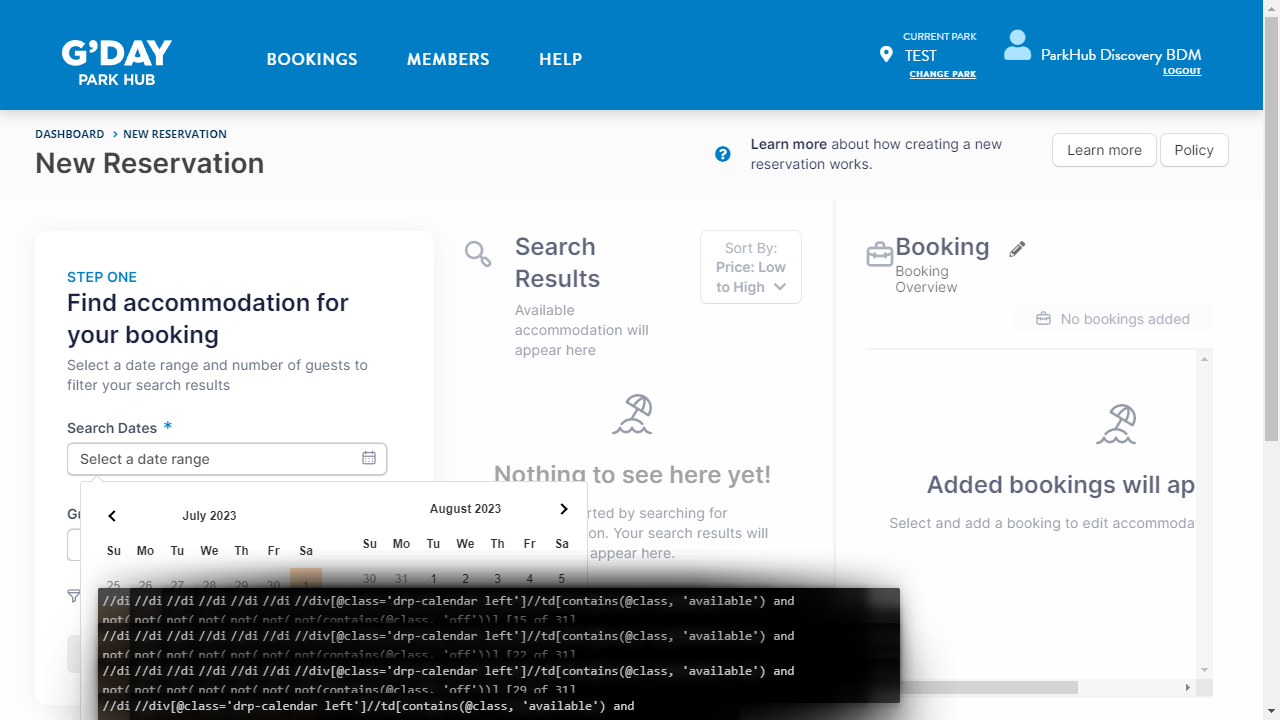 G'DAY
PARK HUB
BOOKINGS
MEMBERS
HELP
CURRENT PARK
TEST
CHANGE PARK
ParkHub Discovery BDM
LOGOUT
DASHBOARD > NEW RESERVATION
New Reservation
Learn more about how creating a new
reservation works.
Learn more
Policy
STEP ONE
Find accommodation for
your booking
Select a date range and number of guests to
filter your search results
Search Dates *
Select a date range
July 2023
Su Mo Tu We Th Fr Sa
25 26 27 28 29 30 1
August 2023
Su Mo Tu We Th Fr Sa
30 31 1 2 3 4 5
//di //di //di //di //di //di //div[@class='drp-calendar left']//td[contains(@class, 'available') and
not( not( not( not( not( not( not(contains(@class, 'off'))] [15 of 31]
//di //di //di //di //di //di //div[@class='drp-calendar left']//td[contains(@class, 'available') and
not( not( not( not( not( not( not(contains(@class, 'off'))] [22 of 31]
//di //di //di //di //di //di //div[@class='drp-calendar left']//td[contains(@class, 'available') and
not( not( not( not( not( not( not(contains(@class, 'off'))] [29 of 31]
//di //div[@class='drp-calendar left']//td[contains(@class, 'available') and
Search
Results
Available
accommodation will
appear here
Sort By:
Price: Low
to High
Nothing to see here yet!
rted by searching for
on. Your search results will
appear here.
Booking
Booking
Overview
No bookings added
Added bookings will ap
Select and add a booking to edit accommoda